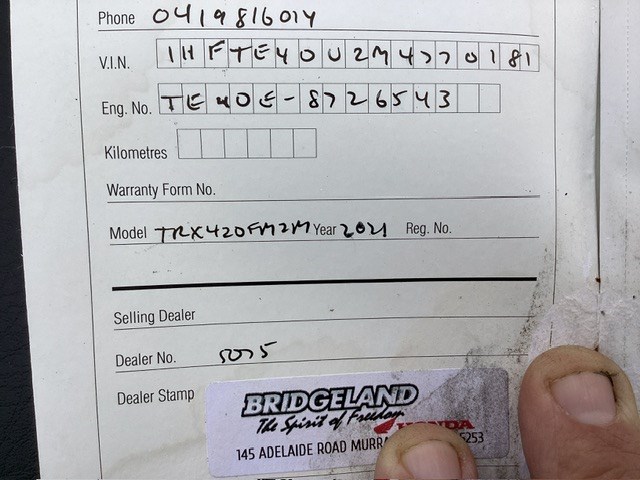 Phone 0419816014
V.I.N. 1HFTE40U2M4770181
Eng. No. TE40E-8726543
Kilometres
Warranty Form No.
Model TRX420FM2M Year 2021 Reg. No.
Selling Dealer
Dealer No. 5075
Dealer Stamp
BRIDGELAND
The Spirit of Freedom
HONDA
145 ADELAIDE ROAD MURRA 5253